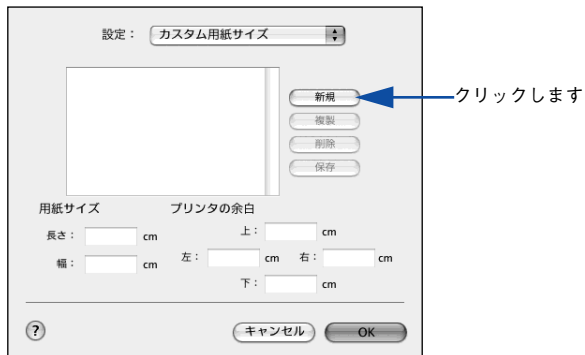 設定： カスタム用紙サイズ
新規
クリックします
複製
削除
保存
用紙サイズ プリンタの余白
長さ： cm 上： cm
幅： cm 左： cm 右： cm
下： cm
? キャンセル OK